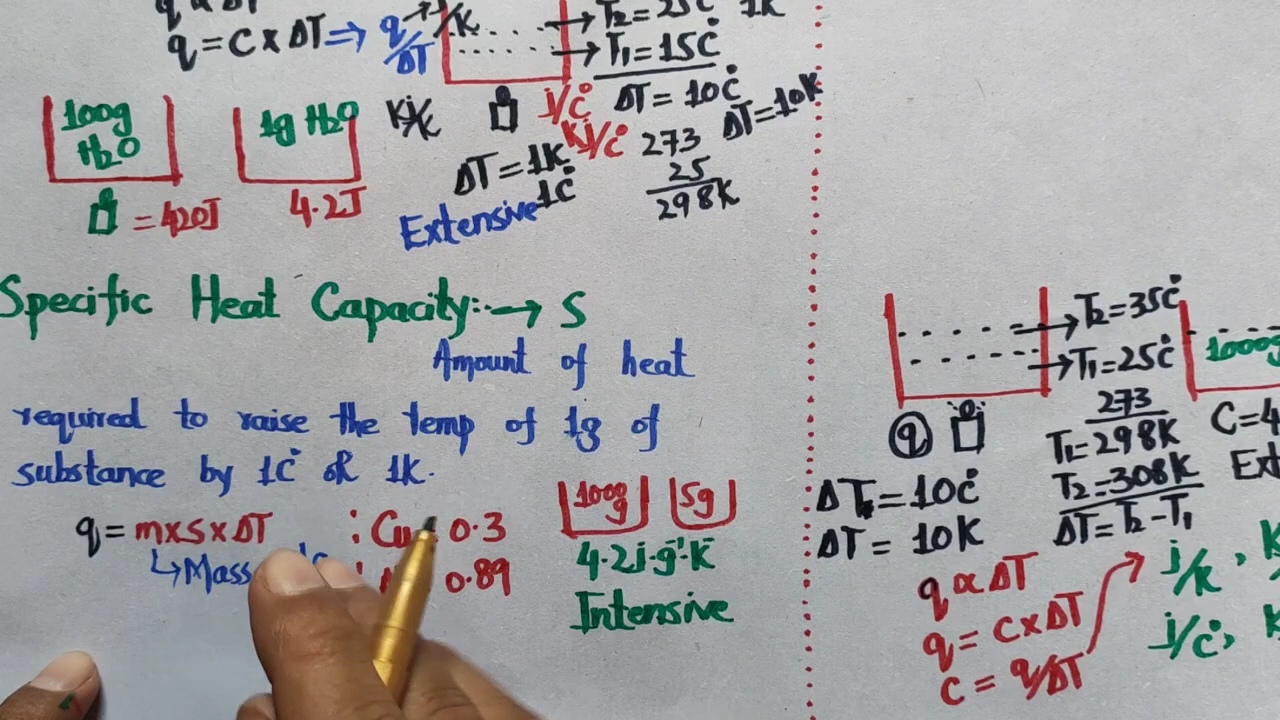 q ∝ ΔT
q = C × ΔT ⇒ q/ΔT → J/K
T2 = 25°C 1K
T1 = 15°C
ΔT = 10°C
ΔT = 10K
100g H2O
1g H2O
KJ/K
J/C°
KJ/C°
ΔT = 1K
1°C
273
25
298K
= 420J
4.2J
Extensive
Specific Heat Capacity:→ S
Amount of heat
required to raise the temp of 1g of
substance by 1°C or 1K.
q = m×s×ΔT
↳Mass
: Cu 0.3
0.89
100g
g
5g
4.2j.g⁻¹.K⁻
Intensive
T2 = 35°C
T1 = 25°C
1000g
q
273
T1 = 298K
T2 = 308K
ΔT = T2 - T1
C = 4
Ext
ΔT = 10°C
ΔT = 10K
q ∝ ΔT
q = C × ΔT
C = q/ΔT
j/K, K
j/C°, K